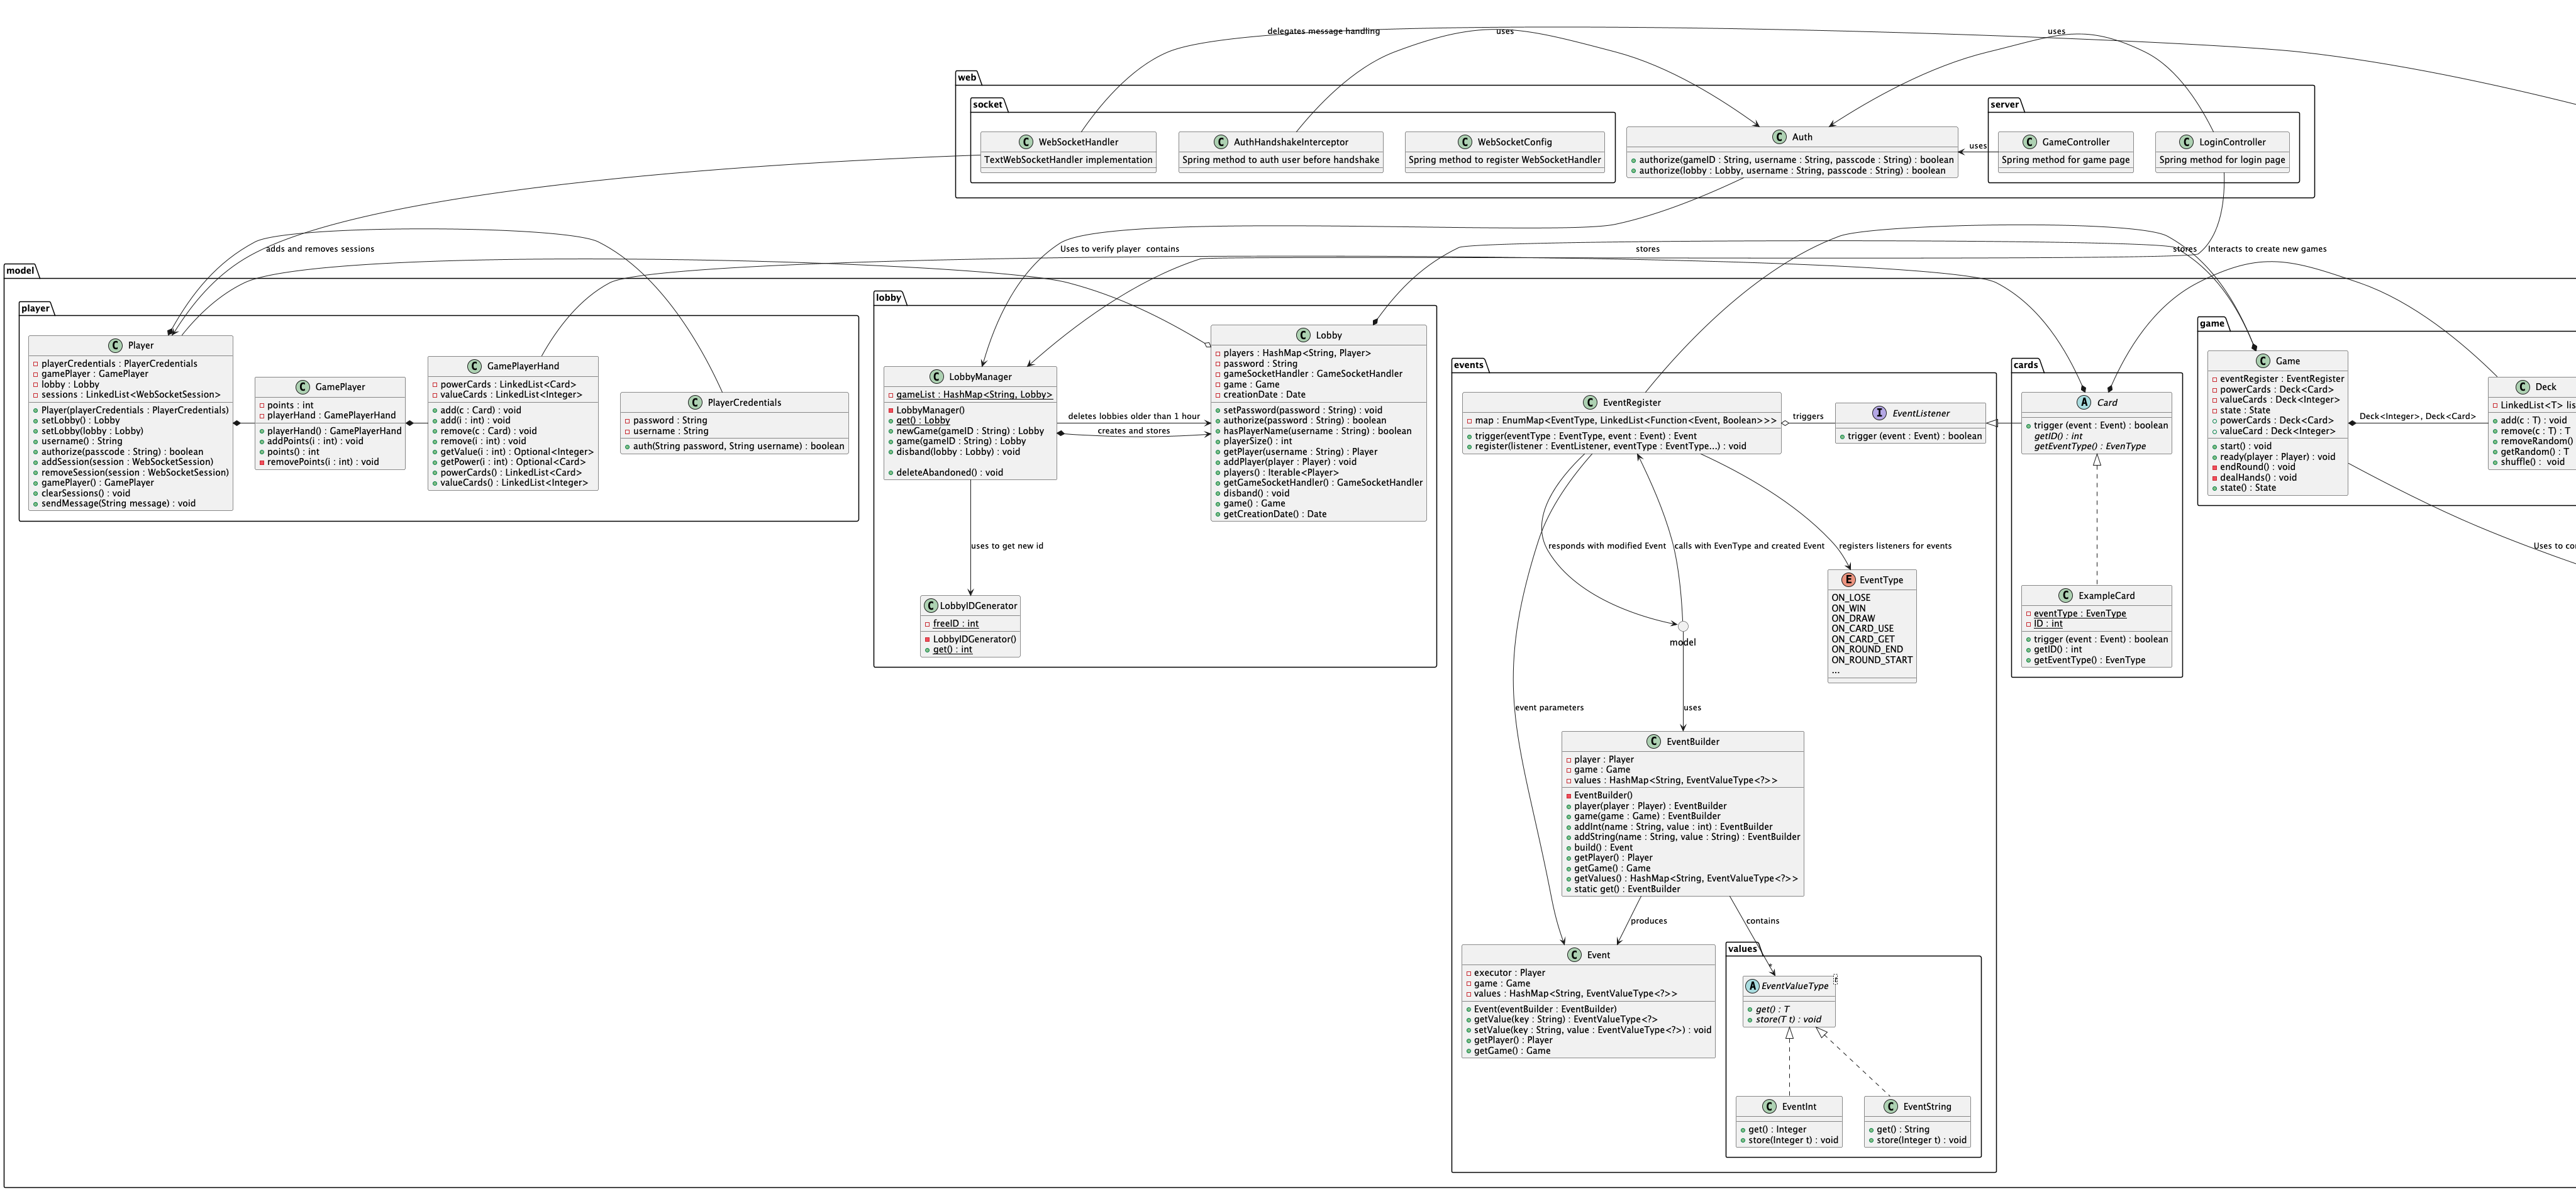 delegates message handling
uses
uses
web
socket
WebSocketHandler
TextWebSocketHandler implementation
AuthHandshakeInterceptor
Spring method to auth user before handshake
WebSocketConfig
Spring method to register WebSocketHandler
Auth
authorize(gameID : String, username : String, passcode : String) : boolean
authorize(lobby : Lobby, username : String, passcode : String) : boolean
uses
server
GameController
Spring method for game page
LoginController
Spring method for login page
adds and removes sessions
Uses to verify player
contains
stores
stores
Interacts to create new games
model
player
Player
playerCredentials : PlayerCredentials
gamePlayer : GamePlayer
lobby : Lobby
sessions : LinkedList<WebSocketSession>
Player(playerCredentials : PlayerCredentials)
setLobby() : Lobby
setLobby(lobby : Lobby)
username() : String
authorize(passcode : String) : boolean
addSession(session : WebSocketSession)
removeSession(session : WebSocketSession)
gamePlayer() : GamePlayer
clearSessions() : void
sendMessage(String message) : void
GamePlayer
points : int
playerHand : GamePlayerHand
playerHand() : GamePlayerHand
addPoints(i : int) : void
points() : int
removePoints(i : int) : void
GamePlayerHand
powerCards : LinkedList<Card>
valueCards : LinkedList<Integer>
add(c : Card) : void
add(i : int) : void
remove(c : Card) : void
remove(i : int) : void
getValue(i : int) : Optional<Integer>
getPower(i : int) : Optional<Card>
powerCards() : LinkedList<Card>
valueCards() : LinkedList<Integer>
PlayerCredentials
password : String
username : String
auth(String password, String username) : boolean
lobby
LobbyManager
gameList : HashMap<String, Lobby>
LobbyManager()
get() : Lobby
newGame(gameID : String) : Lobby
game(gameID : String) : Lobby
disband(lobby : Lobby) : void
deleteAbandoned() : void
deletes lobbies older than 1 hour
creates and stores
Lobby
players : HashMap<String, Player>
password : String
gameSocketHandler : GameSocketHandler
game : Game
creationDate : Date
setPassword(password : String) : void
authorize(password : String) : boolean
hasPlayerName(username : String) : boolean
playerSize() : int
getPlayer(username : String) : Player
addPlayer(player : Player) : void
players() : Iterable<Player>
getGameSocketHandler() : GameSocketHandler
disband() : void
game() : Game
getCreationDate() : Date
uses to get new id
LobbyIDGenerator
freeID : int
LobbyIDGenerator()
get() : int
events
EventRegister
map : EnumMap<EventType, LinkedList<Function<Event, Boolean>>>
trigger(eventType : EventType, event : Event) : Event
register(listener : EventListener, eventType : EventType...) : void
triggers
EventListener
trigger (event : Event) : boolean
responds with modified Event
calls with EvenType and created Event
registers listeners for events
EventType
ON_LOSE
ON_WIN
ON_DRAW
ON_CARD_USE
ON_CARD_GET
ON_ROUND_END
ON_ROUND_START
...
model
event parameters
uses
EventBuilder
player : Player
game : Game
values : HashMap<String, EventValueType<?>>
EventBuilder()
player(player : Player) : EventBuilder
game(game : Game) : EventBuilder
addInt(name : String, value : int) : EventBuilder
addString(name : String, value : String) : EventBuilder
build() : Event
getPlayer() : Player
getGame() : Game
getValues() : HashMap<String, EventValueType<?>>
static get() : EventBuilder
produces
contains
Event
executor : Player
game : Game
values : HashMap<String, EventValueType<?>>
Event(eventBuilder : EventBuilder)
getValue(key : String) : EventValueType<?>
setValue(key : String, value : EventValueType<?>) : void
getPlayer() : Player
getGame() : Game
values
EventValueType
get() : T
store(T t) : void
EventInt
get() : Integer
store(Integer t) : void
EventString
get() : String
store(Integer t) : void
cards
Card
trigger (event : Event) : boolean
getID() : int
getEventType() : EvenType
ExampleCard
eventType : EvenType
ID : int
trigger (event : Event) : boolean
getID() : int
getEventType() : EvenType
game
Game
eventRegister : EventRegister
powerCards : Deck<Card>
valueCards : Deck<Integer>
state : State
powerCards : Deck<Card>
valueCard : Deck<Integer>
start() : void
ready(player : Player) : void
endRound() : void
dealHands() : void
state() : State
Deck<Integer>, Deck<Card>
Deck
LinkedList<T> lis
add(c : T) : void
remove(c : T) : T
removeRandom()
getRandom() : T
shuffle() : void
Uses to co